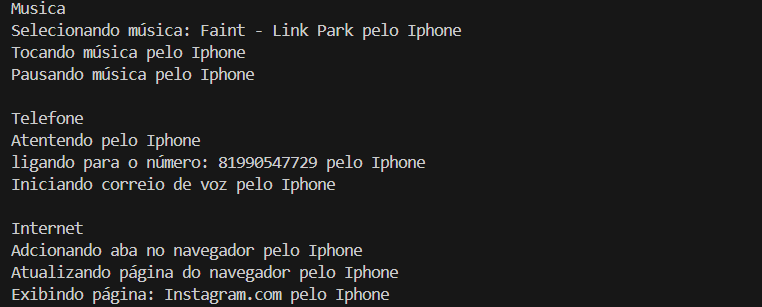 Musica
Selecionando música: Faint - Link Park pelo Iphone
Tocando música pelo Iphone
Pausando música pelo Iphone

Telefone
Atentendo pelo Iphone
ligando para o número: 81990547729 pelo Iphone
Iniciando correio de voz pelo Iphone

Internet
Adcionando aba no navegador pelo Iphone
Atualizando página do navegador pelo Iphone
Exibindo página: Instagram.com pelo Iphone